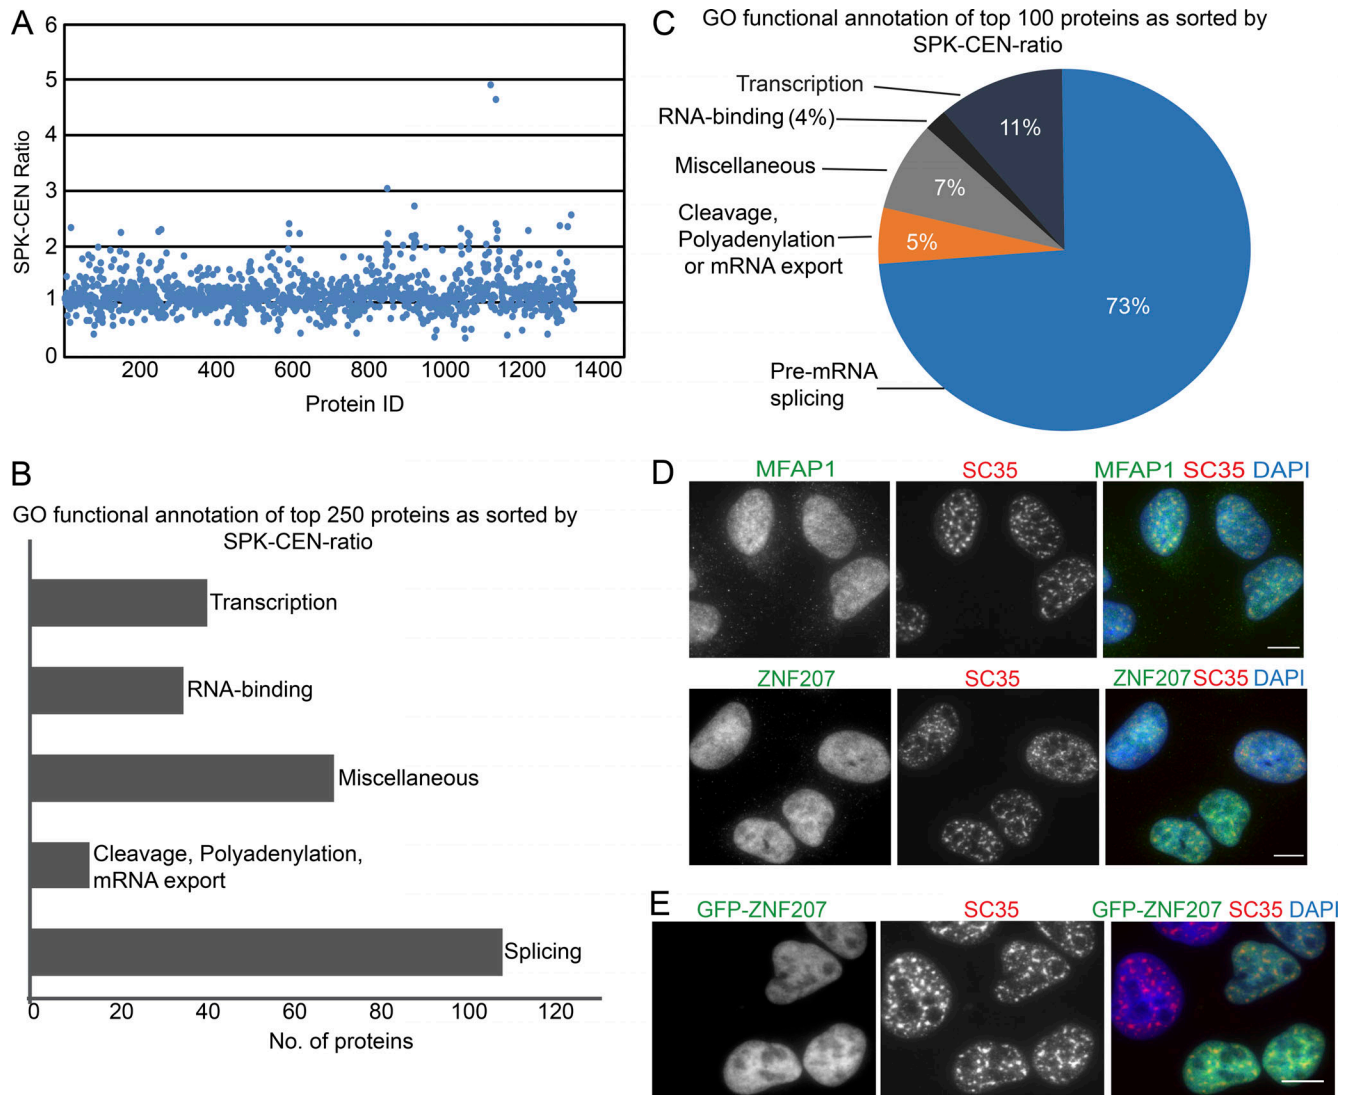 A
6
5
4
3
2
1
0
SPK-CEN Ratio
200 400 600 800 1000 1200 1400
Protein ID
B
GO functional annotation of top 250 proteins as sorted by
SPK-CEN-ratio
Transcription
RNA-binding
Miscellaneous
Cleavage, Polyadenylation,
mRNA export
Splicing
0 20 40 60 80 100 120
No. of proteins
C
GO functional annotation of top 100 proteins as sorted by
SPK-CEN-ratio
Transcription
RNA-binding (4%)
Miscellaneous
Cleavage,
Polyadenylation
or mRNA export
Pre-mRNA
splicing
11%
7%
5%
73%
D
MFAP1 SC35 MFAP1 SC35 DAPI
ZNF207 SC35 ZNF207 SC35 DAPI
E
GFP-ZNF207 SC35 GFP-ZNF207 SC35 DAPI